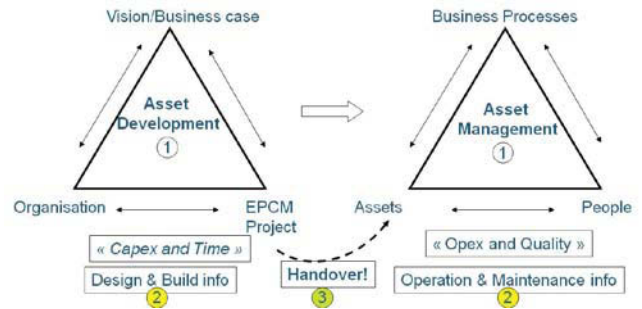 Vision/Business case
Business Processes
Asset
Development
1
Asset
Management
1
Organisation
EPCM
Project
Assets
People
« Capex and Time »
« Opex and Quality »
Design & Build info
Handover!
Operation & Maintenance info
2
3
2